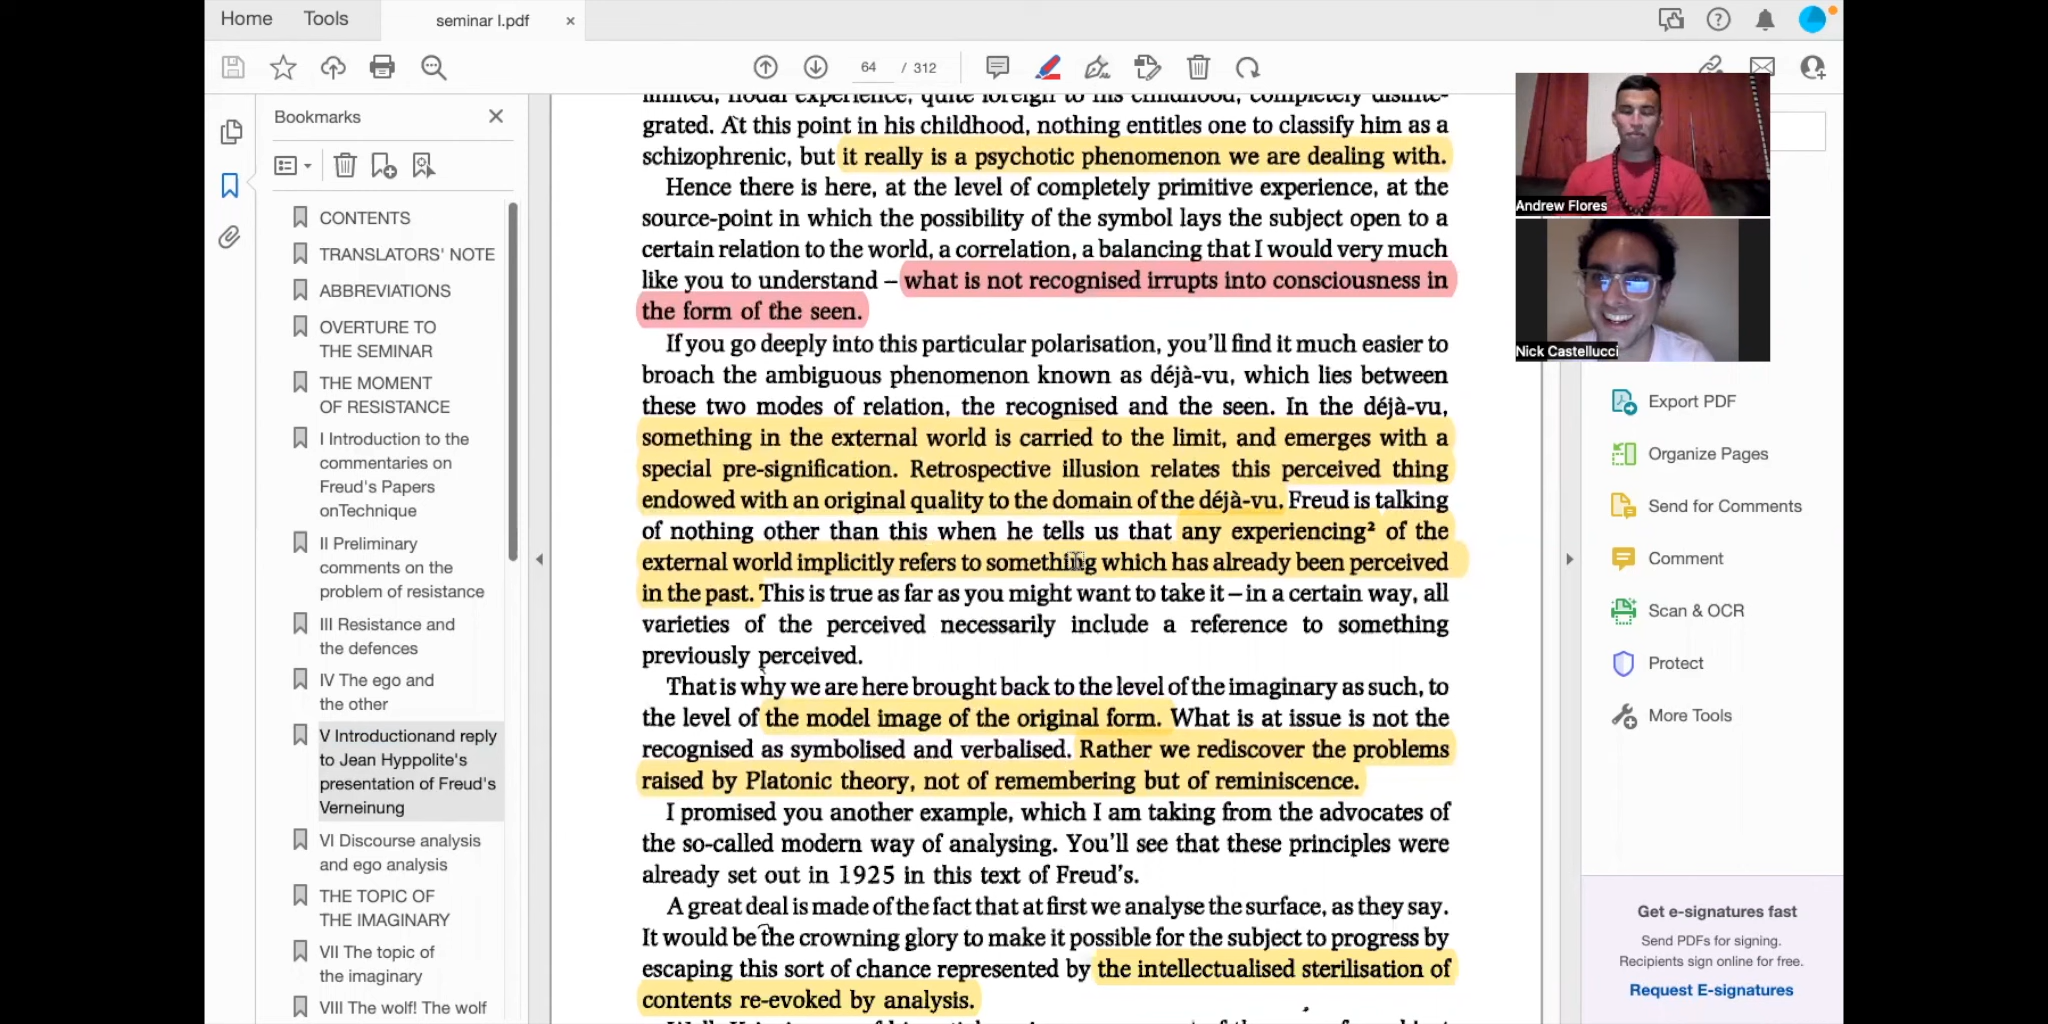 Home
Tools
seminar I.pdf
64 / 312
Bookmarks
CONTENTS
TRANSLATORS' NOTE
ABBREVIATIONS
OVERTURE TO
THE SEMINAR
THE MOMENT
OF RESISTANCE
I Introduction to the
commentaries on
Freud's Papers
onTechnique
II Preliminary
comments on the
problem of resistance
III Resistance and
the defences
IV The ego and
the other
V Introductionand reply
to Jean Hyppolite's
presentation of Freud's
Verneinung
VI Discourse analysis
and ego analysis
THE TOPIC OF
THE IMAGINARY
VII The topic of
the imaginary
VIII The wolf! The wolf
limited, nodal experience, quite foreign to his childhood, completely disinte-
grated. At this point in his childhood, nothing entitles one to classify him as a
schizophrenic, but it really is a psychotic phenomenon we are dealing with.
Hence there is here, at the level of completely primitive experience, at the
source-point in which the possibility of the symbol lays the subject open to a
certain relation to the world, a correlation, a balancing that I would very much
like you to understand – what is not recognised irrupts into consciousness in
the form of the seen.
If you go deeply into this particular polarisation, you'll find it much easier to
broach the ambiguous phenomenon known as déjà-vu, which lies between
these two modes of relation, the recognised and the seen. In the déjà-vu,
something in the external world is carried to the limit, and emerges with a
special pre-signification. Retrospective illusion relates this perceived thing
endowed with an original quality to the domain of the déjà-vu. Freud is talking
of nothing other than this when he tells us that any experiencing² of the
external world implicitly refers to something which has already been perceived
in the past. This is true as far as you might want to take it – in a certain way, all
varieties of the perceived necessarily include a reference to something
previously perceived.
That is why we are here brought back to the level of the imaginary as such, to
the level of the model image of the original form. What is at issue is not the
recognised as symbolised and verbalised. Rather we rediscover the problems
raised by Platonic theory, not of remembering but of reminiscence.
I promised you another example, which I am taking from the advocates of
the so-called modern way of analysing. You'll see that these principles were
already set out in 1925 in this text of Freud's.
A great deal is made of the fact that at first we analyse the surface, as they say.
It would be the crowning glory to make it possible for the subject to progress by
escaping this sort of chance represented by the intellectualised sterilisation of
contents re-evoked by analysis.
Andrew Flores
Nick Castellucci
Export PDF
Organize Pages
Send for Comments
Comment
Scan & OCR
Protect
More Tools
Get e-signatures fast
Send PDFs for signing.
Recipients sign online for free.
Request E-signatures